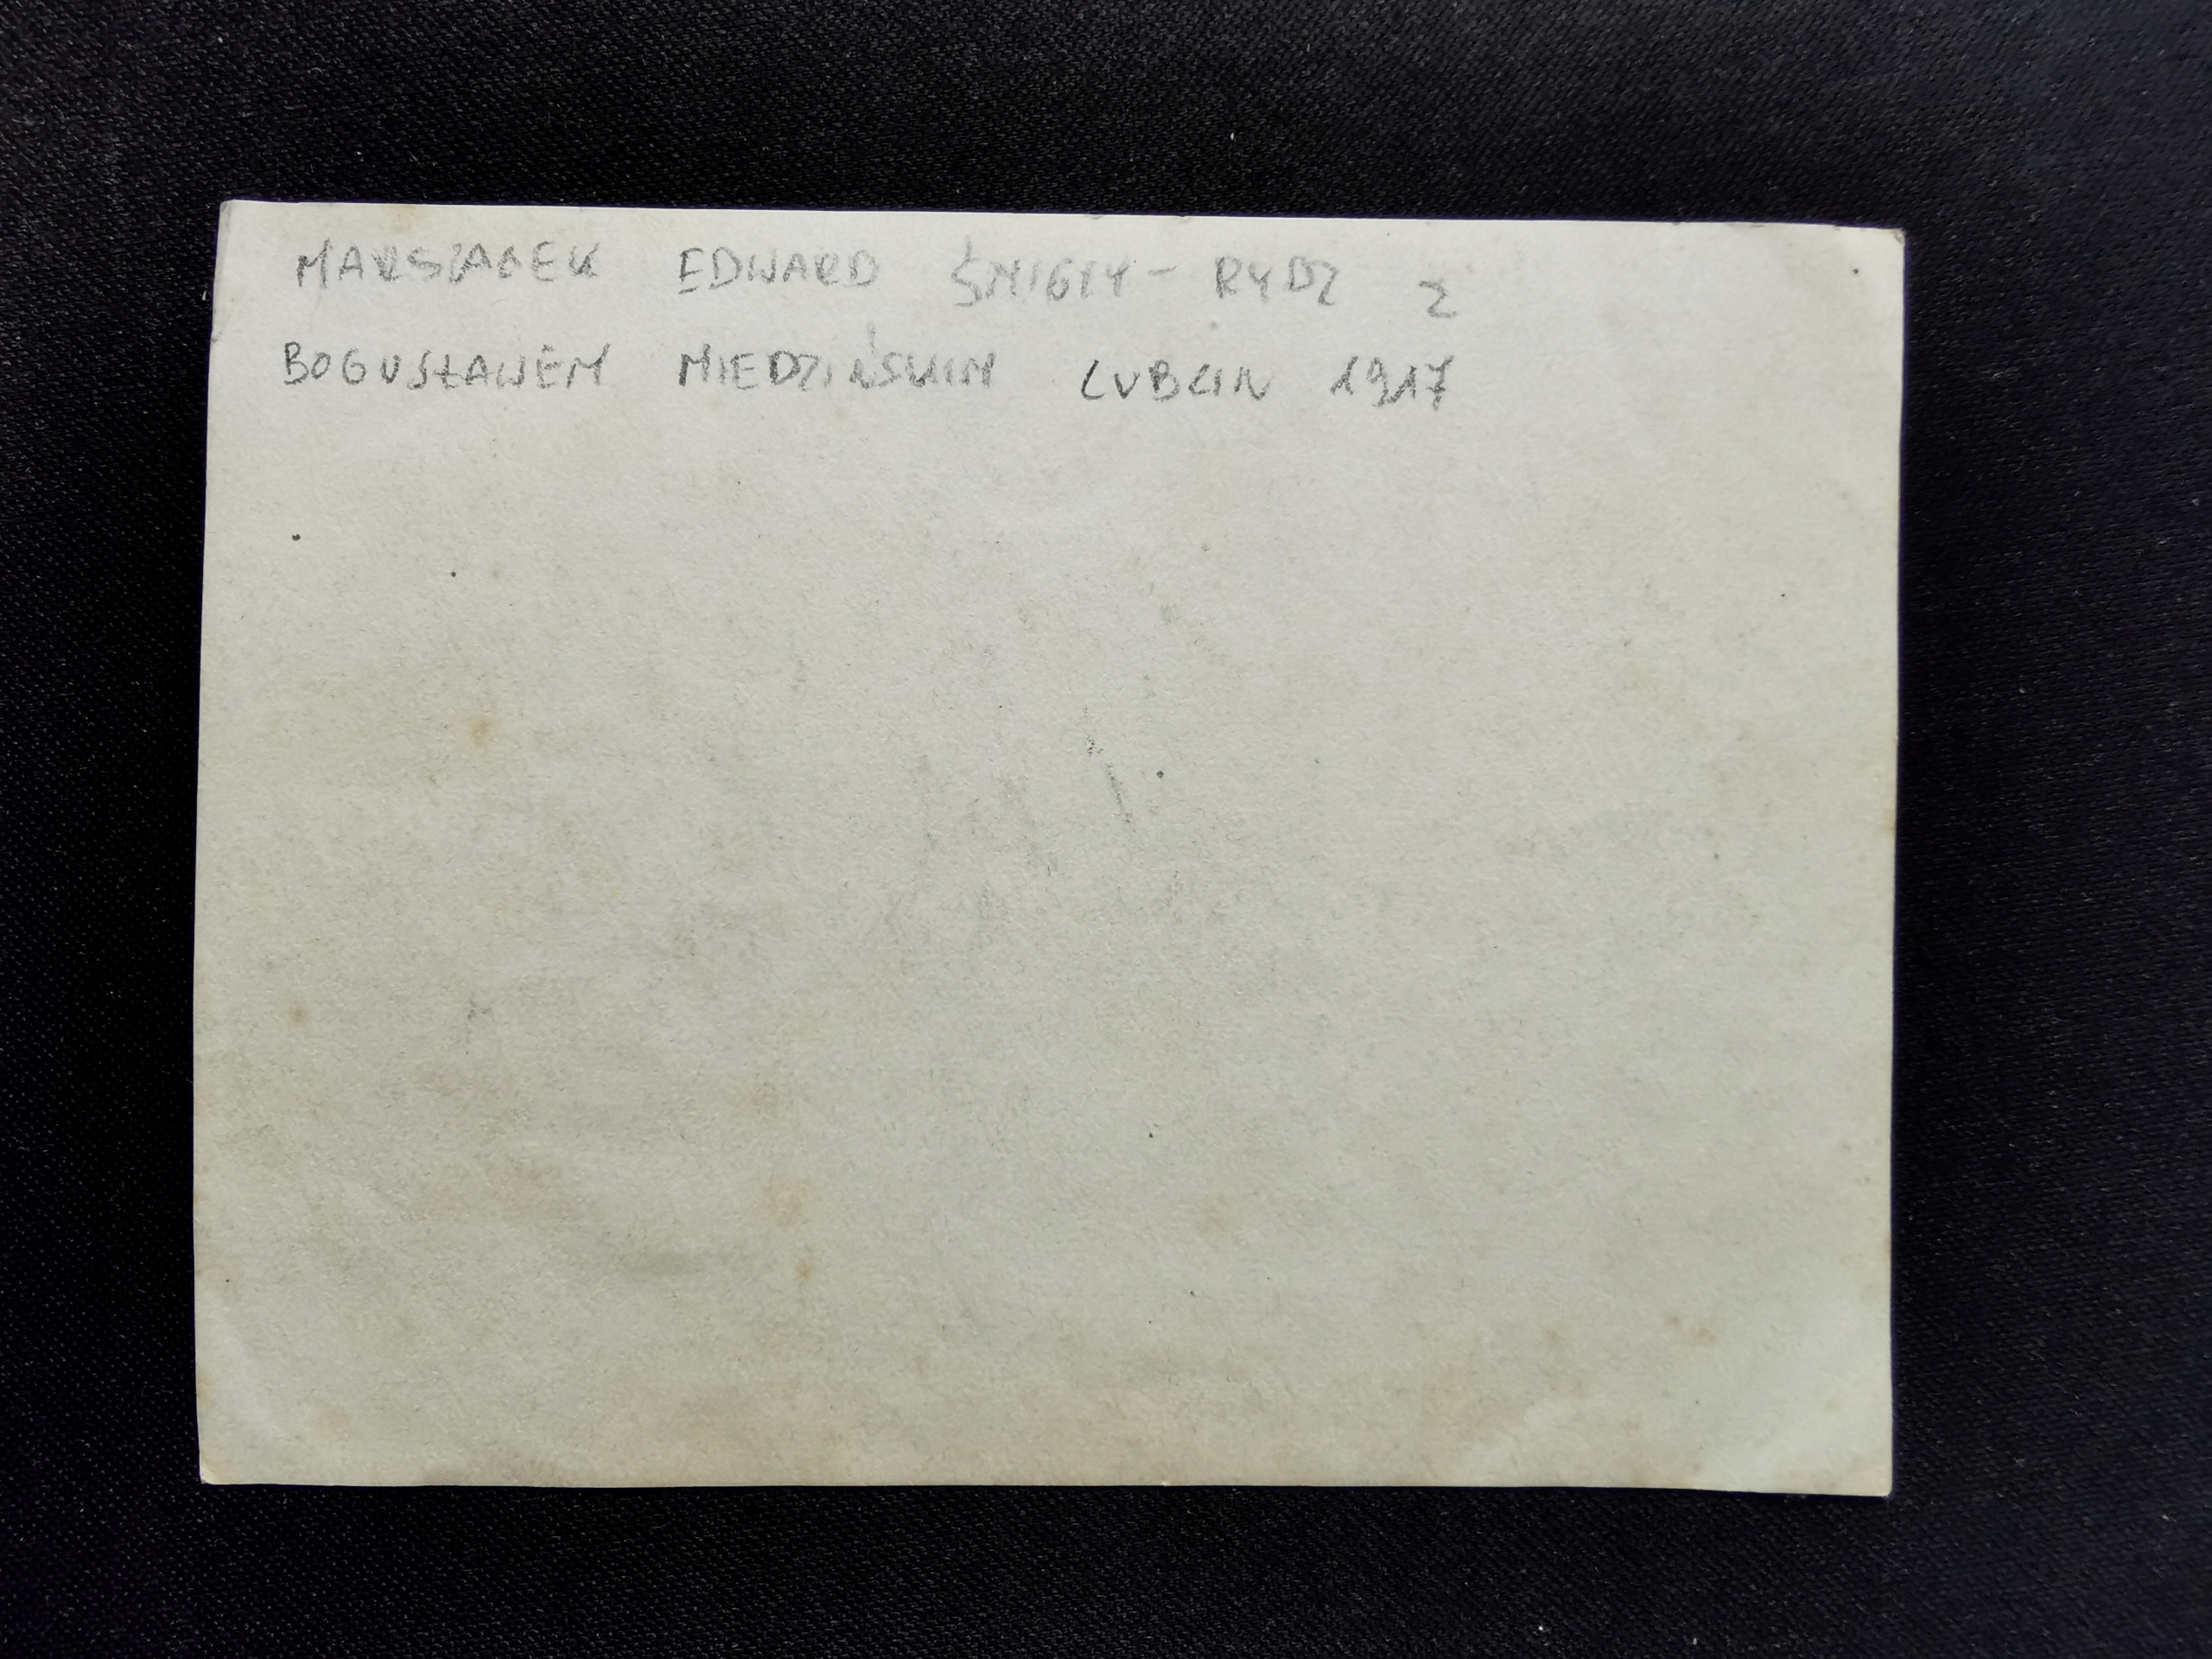 MARSZAŁEK EDWARD ŚMIGŁY - RYDZ Z
BOGUSŁAWEM MIEDZIŃSKIM LUBLIN 1917